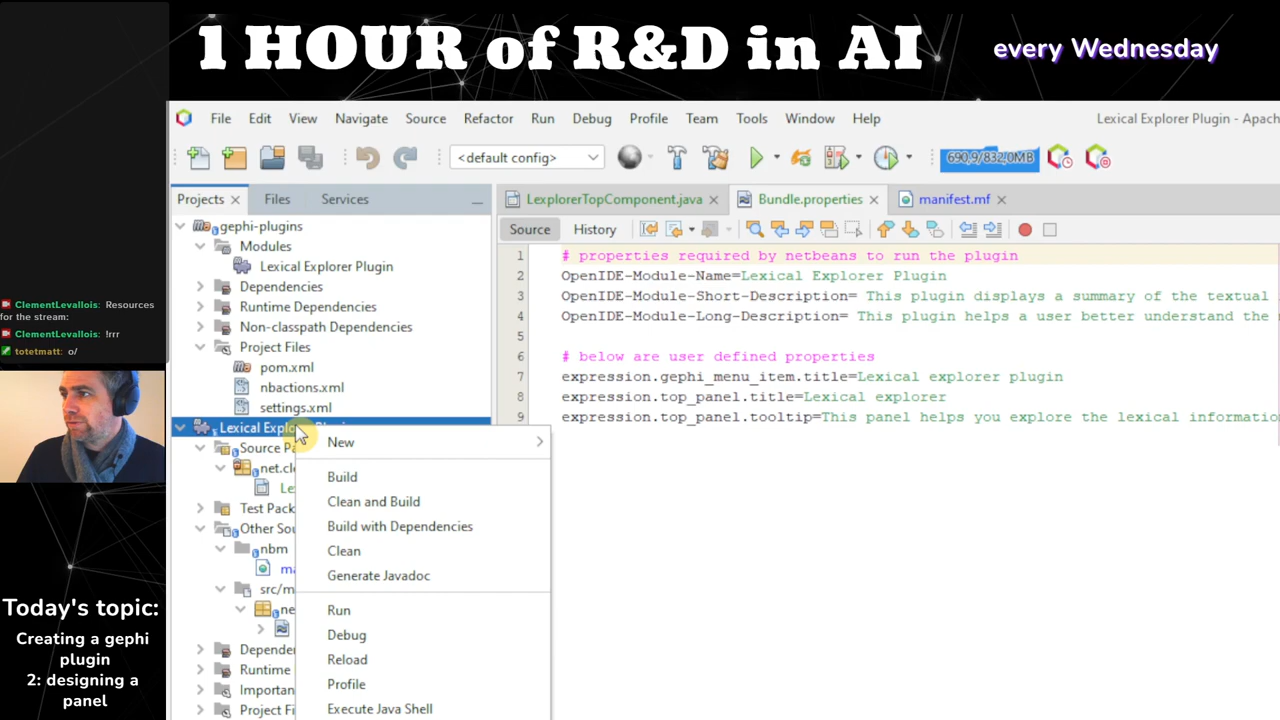 1 HOUR of R&D in AI
every Wednesday
File Edit View Navigate Source Refactor Run Debug Profile Team Tools Window Help
Lexical Explorer Plugin - Apach
<default config>
690,9/832,0MB
Projects Files Services
LexplorerTopComponent.java Bundle.properties manifest.mf
Source History
gephi-plugins
Modules
Lexical Explorer Plugin
Dependencies
Runtime Dependencies
Non-classpath Dependencies
Project Files
pom.xml
nbactions.xml
settings.xml
Lexical Explo
Source Pa
net.cle
Le
Test Pack
Other Sou
nbm
ma
src/m
ne
Depender
Runtime
Importan
Project Fi
New
Build
Clean and Build
Build with Dependencies
Clean
Generate Javadoc
Run
Debug
Reload
Profile
Execute Java Shell
1 # properties required by netbeans to run the plugin
2 OpenIDE-Module-Name=Lexical Explorer Plugin
3 OpenIDE-Module-Short-Description= This plugin displays a summary of the textual
4 OpenIDE-Module-Long-Description= This plugin helps a user better understand the
5
6 # below are user defined properties
7 expression.gephi_menu_item.title=Lexical explorer plugin
8 expression.top_panel.title=Lexical explorer
9 expression.top_panel.tooltip=This panel helps you explore the lexical informatio
ClementLevallois: Resources
for the stream:
ClementLevallois: !rrr
totetmatt: o/
Today's topic:
Creating a gephi
plugin
2: designing a
panel